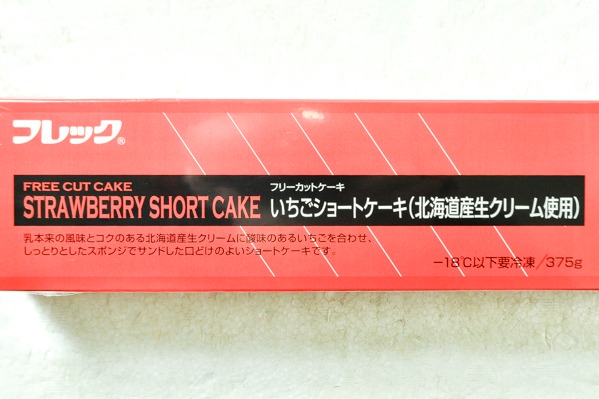 フレック®
FREE CUT CAKE
STRAWBERRY SHORT CAKE
フリーカットケーキ
いちごショートケーキ(北海道産生クリーム使用)
乳本来の風味とコクのある北海道産生クリームに酸味のあるいちごを合わせ、
しっとりとしたスポンジでサンドした口どけのよいショートケーキです。
－18℃以下要冷凍／375g